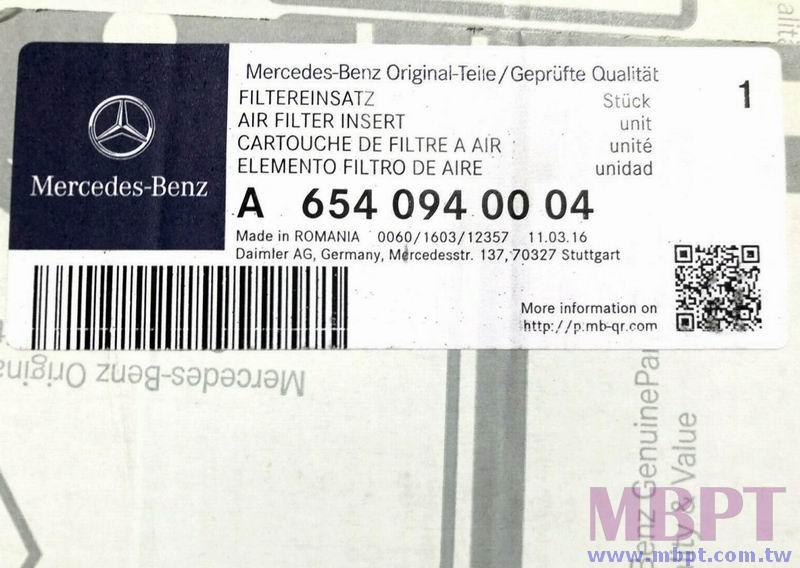 Mercedes-Benz
Mercedes-Benz Original-Teile/Geprüfte Qualität
FILTEREINSATZ Stück 1
AIR FILTER INSERT unit
CARTOUCHE DE FILTRE A AIR unité
ELEMENTO FILTRO DE AIRE unidad
A 654 094 00 04
Made in ROMANIA 0060/1603/12357 11.03.16
Daimler AG, Germany, Mercedesstr. 137, 70327 Stuttgart
More information on
http://p.mb-qr.com
Mercedes-Benz Origina
Benz GenuinePar
& Value
MBPT
www.mbpt.com.tw